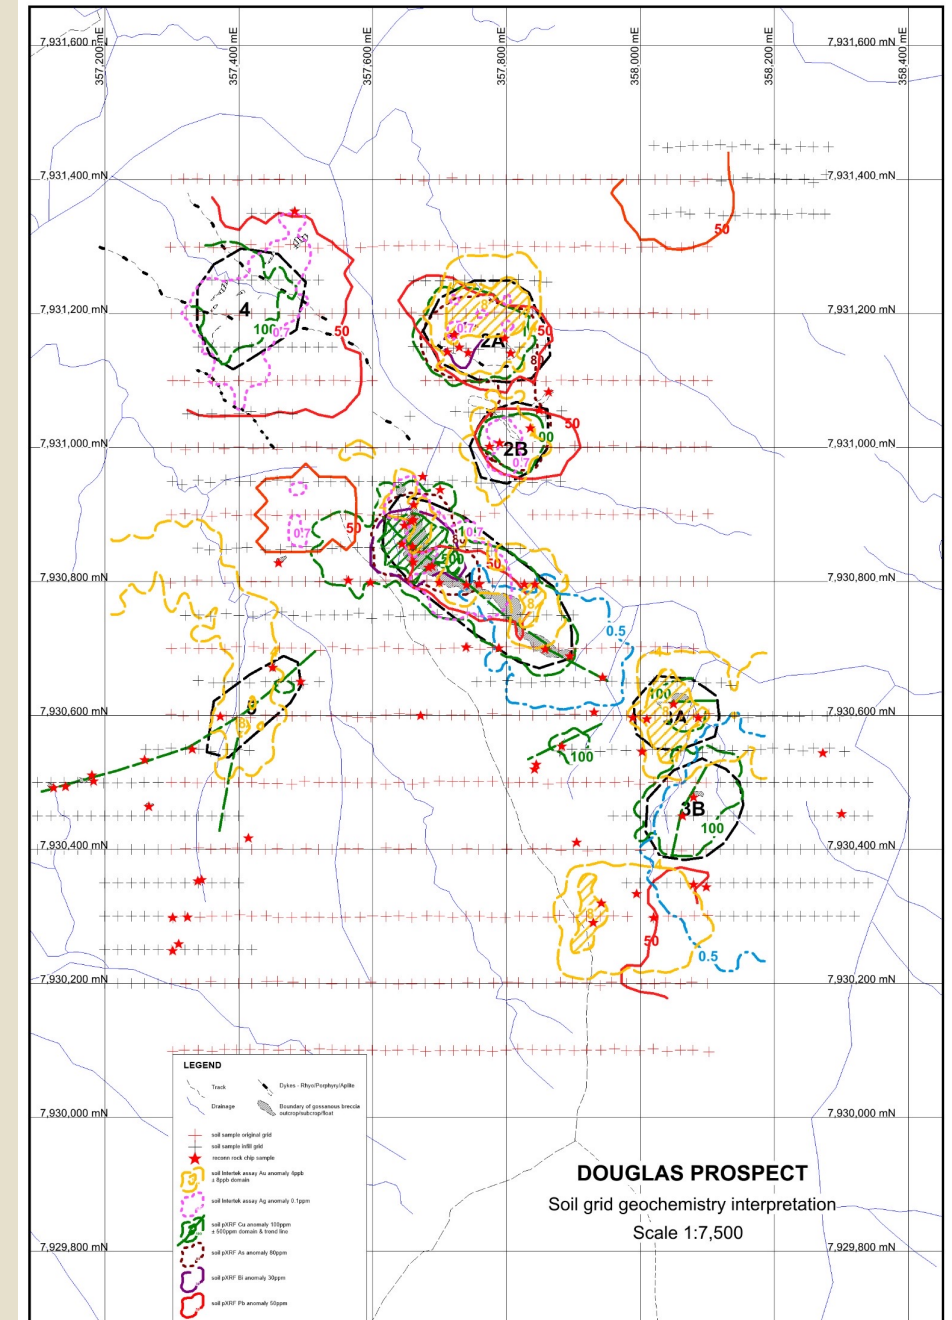 357,200 mE
357,400 mE
357,600 mE
357,800 mE
358,000 mE
358,200 mE
358,400 mE
7,931,600 mN
7,931,600 mN
7,931,400 mN
7,931,400 mN
50
7,931,200 mN
7,931,200 mN
4
100
0.7
50
8
0.7
2A
50
80
7,931,000 mN
7,931,000 mN
50
00
2B
0.7
50
0.7
0.7
500
50
1
7,930,800 mN
7,930,800 mN
8
0.5
7,930,600 mN
7,930,600 mN
8
100
8
100
3B
100
7,930,400 mN
7,930,400 mN
8
50
0.5
7,930,200 mN
7,930,200 mN
7,930,000 mN
7,930,000 mN
7,929,800 mN
7,929,800 mN
LEGEND
Track
Dykes - Rhyo/Porphyry/Aplite
Drainage
Boundary of gossanous breccia
outcrop/subcrop/float
soil sample original grid
soil sample infill grid
reconn rock chip sample
soil Intertek assay Au anomaly 4ppb
± 8ppb domain
soil Intertek assay Ag anomaly 0.1ppm
soil pXRF Cu anomaly 100ppm
± 500ppm domain & trend line
soil pXRF As anomaly 80ppm
soil pXRF Bi anomaly 30ppm
soil pXRF Pb anomaly 50ppm
DOUGLAS PROSPECT
Soil grid geochemistry interpretation
Scale 1:7,500